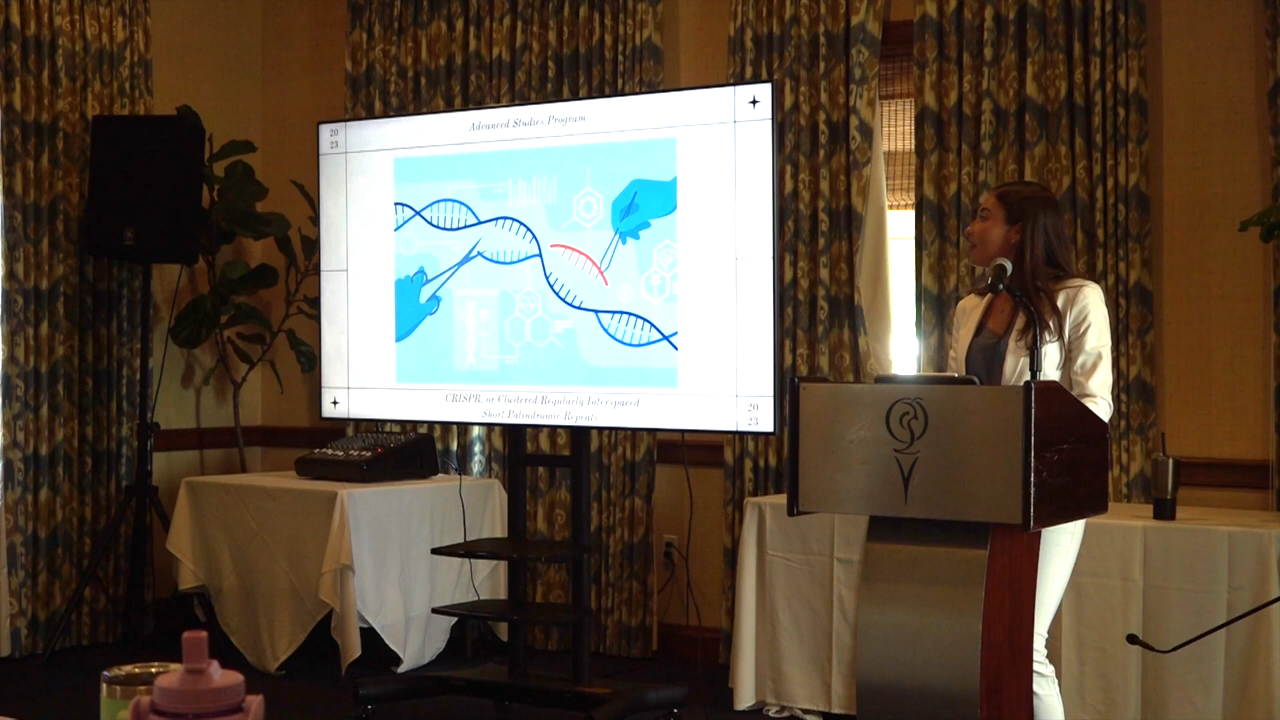 20
23
Advanced Studies Program
CRISPR, or Clustered Regularly Interspaced
Short Palindromic Repeats
20
23